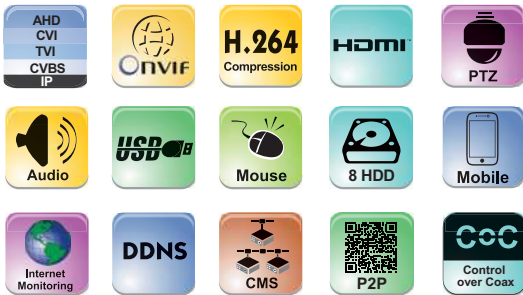 AHD
CVI
TVI
CVBS
IP
ONVIF
H.264
Compression
HDMI
PTZ
Audio
USB
Mouse
8 HDD
Mobile
Internet
Monitoring
DDNS
CMS
P2P
CoC
Control
over Coax